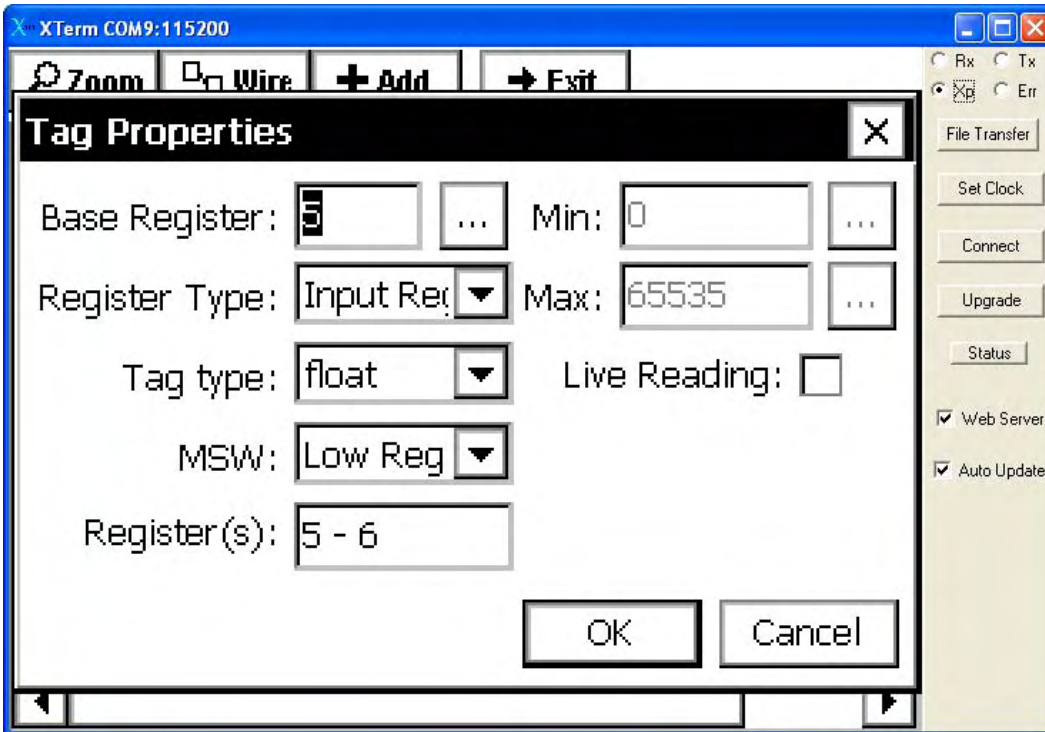 XTerm COM9:115200
Zoom Wire Add Exit
Rx Tx
Xp Err
Tag Properties
File Transfer
Base Register: 5 ... Min: 0 ...
Set Clock
Connect
Register Type: Input Reg Max: 65535 ...
Upgrade
Status
Tag type: float Live Reading:
Web Server
MSW: Low Reg
Auto Update
Register(s): 5 - 6
OK Cancel